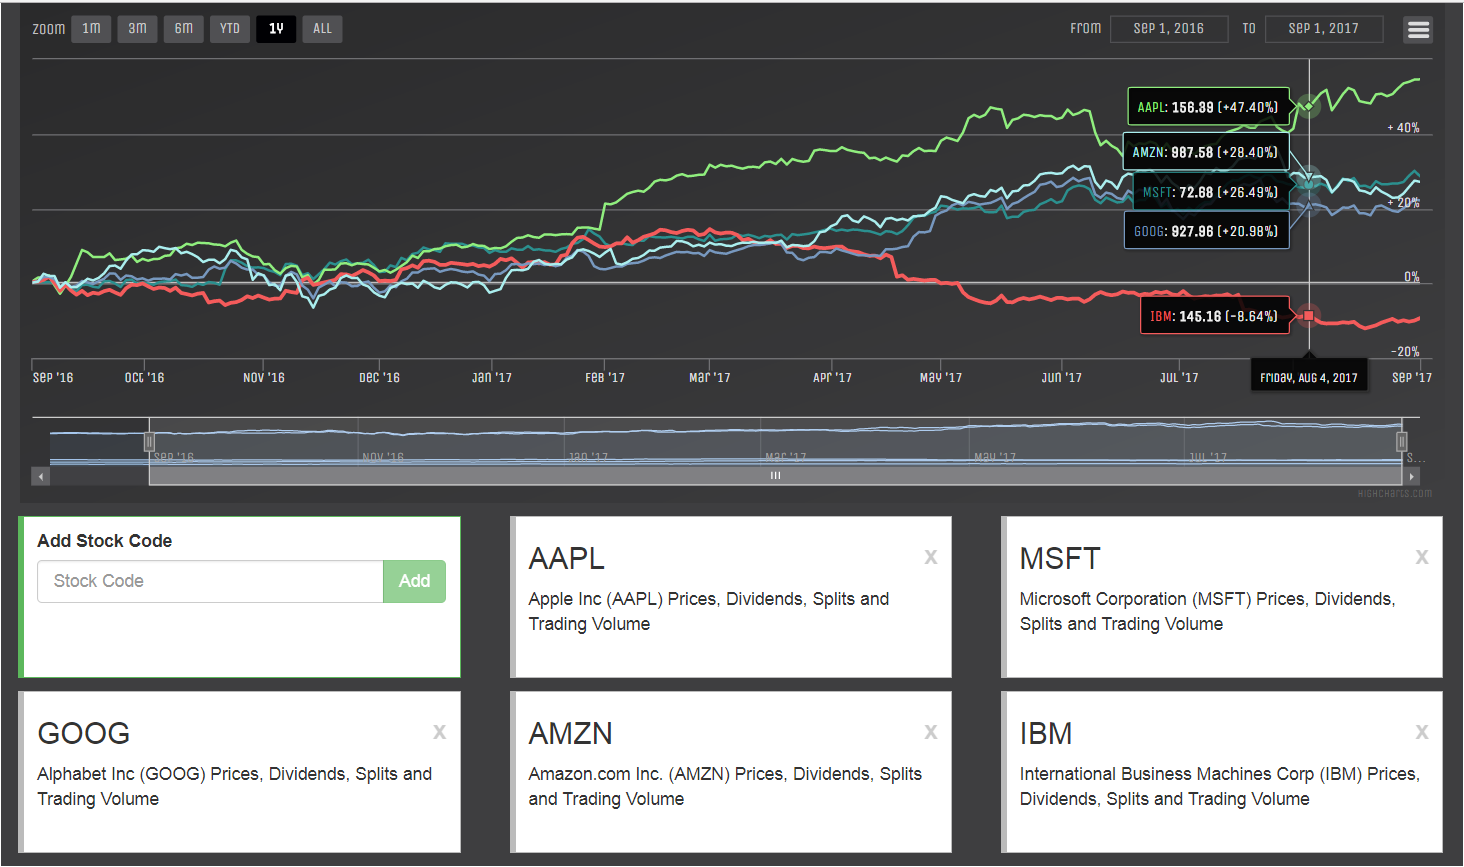 Zoom 1m 3m 6m YTD 1y All From Sep 1, 2016 To Sep 1, 2017
AAPL: 156.39 (+47.40%)
+ 40%
AMZN: 987.58 (+28.40%)
MSFT: 72.68 (+26.49%)
+ 20%
GOOG: 927.96 (+20.98%)
0%
IBM: 145.16 (-8.64%)
-20%
Sep '16 Oct '16 Nov '16 Dec '16 Jan '17 Feb '17 Mar '17 Apr '17 May '17 Jun '17 Jul '17 Friday, Aug 4, 2017 Sep '17
Sep '16 Nov '16 Jan '17 Mar '17 May '17 Jul '17 S…
Highcharts.com
Add Stock Code
Stock Code Add
AAPL x
Apple Inc (AAPL) Prices, Dividends, Splits and
Trading Volume
MSFT x
Microsoft Corporation (MSFT) Prices, Dividends,
Splits and Trading Volume
GOOG x
Alphabet Inc (GOOG) Prices, Dividends, Splits and
Trading Volume
AMZN x
Amazon.com Inc. (AMZN) Prices, Dividends, Splits
and Trading Volume
IBM x
International Business Machines Corp (IBM) Prices,
Dividends, Splits and Trading Volume